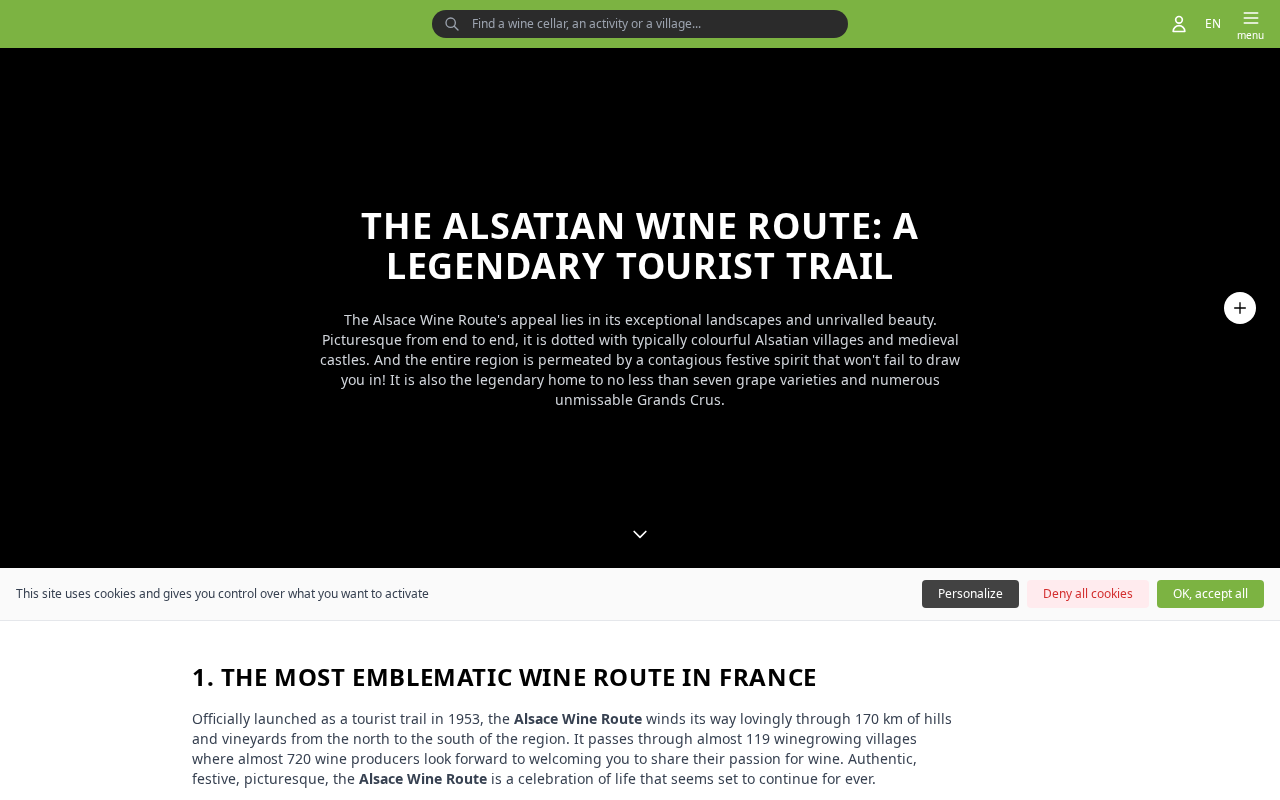 Find a wine cellar, an activity or a village...
EN
menu
THE ALSATIAN WINE ROUTE: A
LEGENDARY TOURIST TRAIL
The Alsace Wine Route's appeal lies in its exceptional landscapes and unrivalled beauty.
Picturesque from end to end, it is dotted with typically colourful Alsatian villages and medieval
castles. And the entire region is permeated by a contagious festive spirit that won't fail to draw
you in! It is also the legendary home to no less than seven grape varieties and numerous
unmissable Grands Crus.
This site uses cookies and gives you control over what you want to activate
Personalize
Deny all cookies
OK, accept all
1. THE MOST EMBLEMATIC WINE ROUTE IN FRANCE
Officially launched as a tourist trail in 1953, the Alsace Wine Route winds its way lovingly through 170 km of hills
and vineyards from the north to the south of the region. It passes through almost 119 winegrowing villages
where almost 720 wine producers look forward to welcoming you to share their passion for wine. Authentic,
festive, picturesque, the Alsace Wine Route is a celebration of life that seems set to continue for ever.